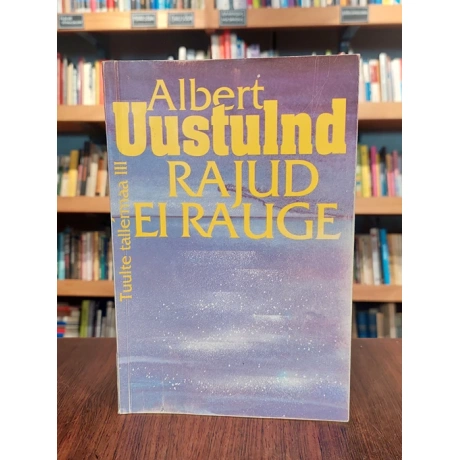 Albert
Uustulnd
RAJUD
EI RAUGE
Tuulte tallermaa III